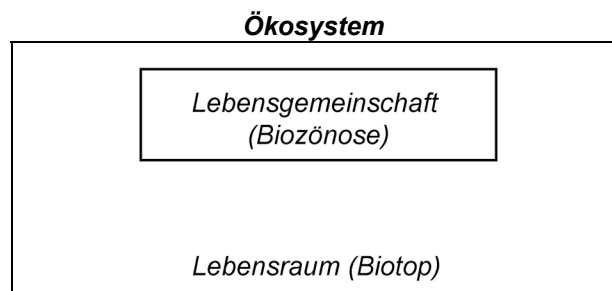 Ökosystem
Lebensgemeinschaft
(Biozönose)
Lebensraum (Biotop)